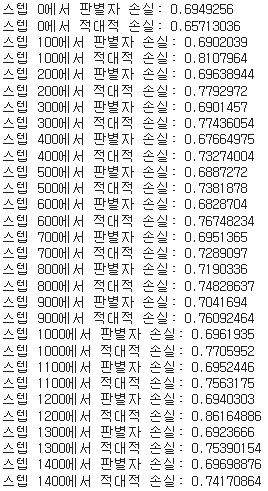 스텝 0에서 판별자 손실: 0.6949256
스텝 0에서 적대적 손실: 0.65713036
스텝 100에서 판별자 손실: 0.6902039
스텝 100에서 적대적 손실: 0.8107964
스텝 200에서 판별자 손실: 0.69638944
스텝 200에서 적대적 손실: 0.7792972
스텝 300에서 판별자 손실: 0.6901457
스텝 300에서 적대적 손실: 0.77436054
스텝 400에서 판별자 손실: 0.67664975
스텝 400에서 적대적 손실: 0.73274004
스텝 500에서 판별자 손실: 0.6887272
스텝 500에서 적대적 손실: 0.7381878
스텝 600에서 판별자 손실: 0.6828704
스텝 600에서 적대적 손실: 0.76748234
스텝 700에서 판별자 손실: 0.6951365
스텝 700에서 적대적 손실: 0.7289097
스텝 800에서 판별자 손실: 0.7190336
스텝 800에서 적대적 손실: 0.74828637
스텝 900에서 판별자 손실: 0.7041694
스텝 900에서 적대적 손실: 0.76092464
스텝 1000에서 판별자 손실: 0.6961935
스텝 1000에서 적대적 손실: 0.7705952
스텝 1100에서 판별자 손실: 0.6952446
스텝 1100에서 적대적 손실: 0.7563175
스텝 1200에서 판별자 손실: 0.6940303
스텝 1200에서 적대적 손실: 0.86164886
스텝 1300에서 판별자 손실: 0.6923666
스텝 1300에서 적대적 손실: 0.75390154
스텝 1400에서 판별자 손실: 0.69698876
스텝 1400에서 적대적 손실: 0.74170864